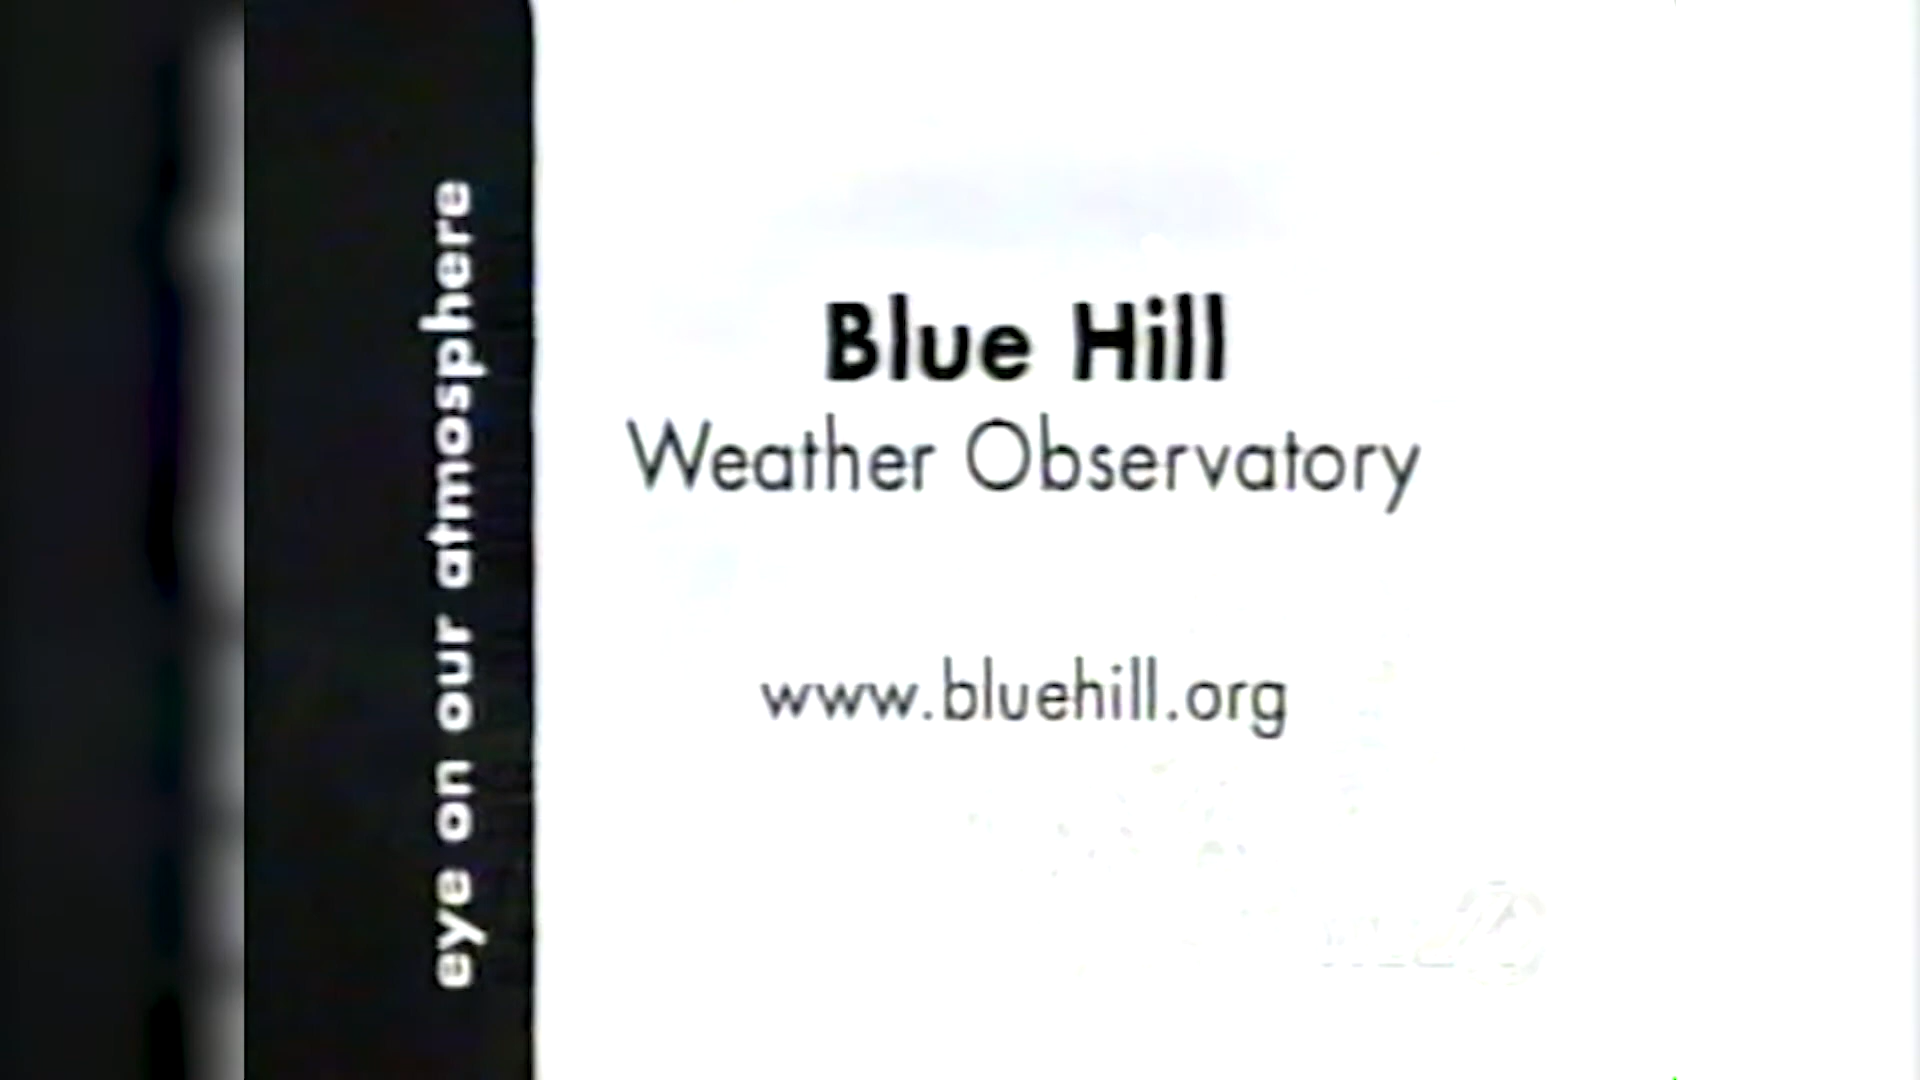 eye on our atmosphere
Blue Hill
Weather Observatory
www.bluehill.org